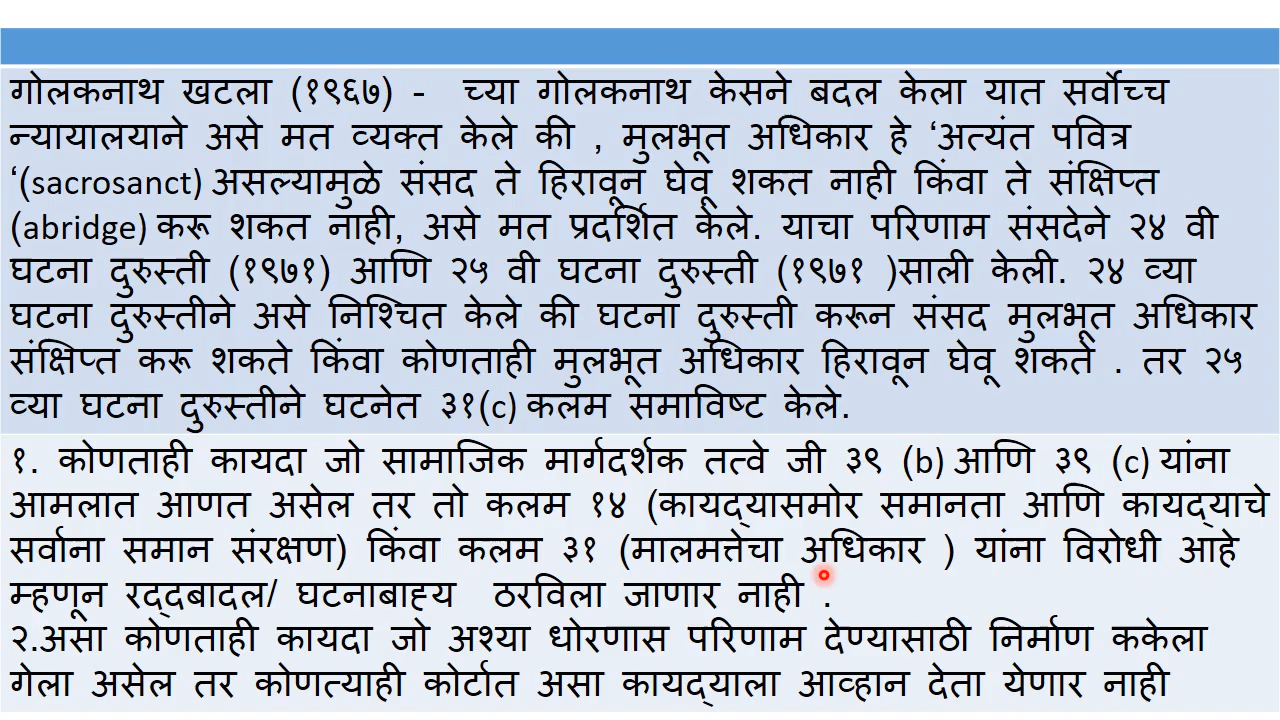 गोलकनाथ खटला (१९६७) - च्या गोलकनाथ केसने बदल केला यात सर्वोच्च
न्यायालयाने असे मत व्यक्त केले की , मुलभूत अधिकार हे ‘अत्यंत पवित्र
‘(sacrosanct) असल्यामुळे संसद ते हिरावून घेवू शकत नाही किंवा ते संक्षिप्त
(abridge) करू शकत नाही, असे मत प्रदर्शित केले. याचा परिणाम संसदेने २४ वी
घटना दुरुस्ती (१९७१) आणि २५ वी घटना दुरुस्ती (१९७१ )साली केली. २४ व्या
घटना दुरुस्तीने असे निश्चित केले की घटना दुरुस्ती करून संसद मुलभूत अधिकार
संक्षिप्त करू शकते किंवा कोणताही मुलभूत अधिकार हिरावून घेवू शकते . तर २५
व्या घटना दुरुस्तीने घटनेत ३१(c) कलम समाविष्ट केले.
१. कोणताही कायदा जो सामाजिक मार्गदर्शक तत्वे जी ३९ (b) आणि ३९ (c) यांना
आमलात आणत असेल तर तो कलम १४ (कायद्यासमोर समानता आणि कायद्याचे
सर्वाना समान संरक्षण) किंवा कलम ३१ (मालमत्तेचा अधिकार ) यांना विरोधी आहे
म्हणून रद्दबादल/ घटनाबाह्य ठरविला जाणार नाही .
२.असा कोणताही कायदा जो अश्या धोरणास परिणाम देण्यासाठी निर्माण ककेला
गेला असेल तर कोणत्याही कोर्टात असा कायद्याला आव्हान देता येणार नाही